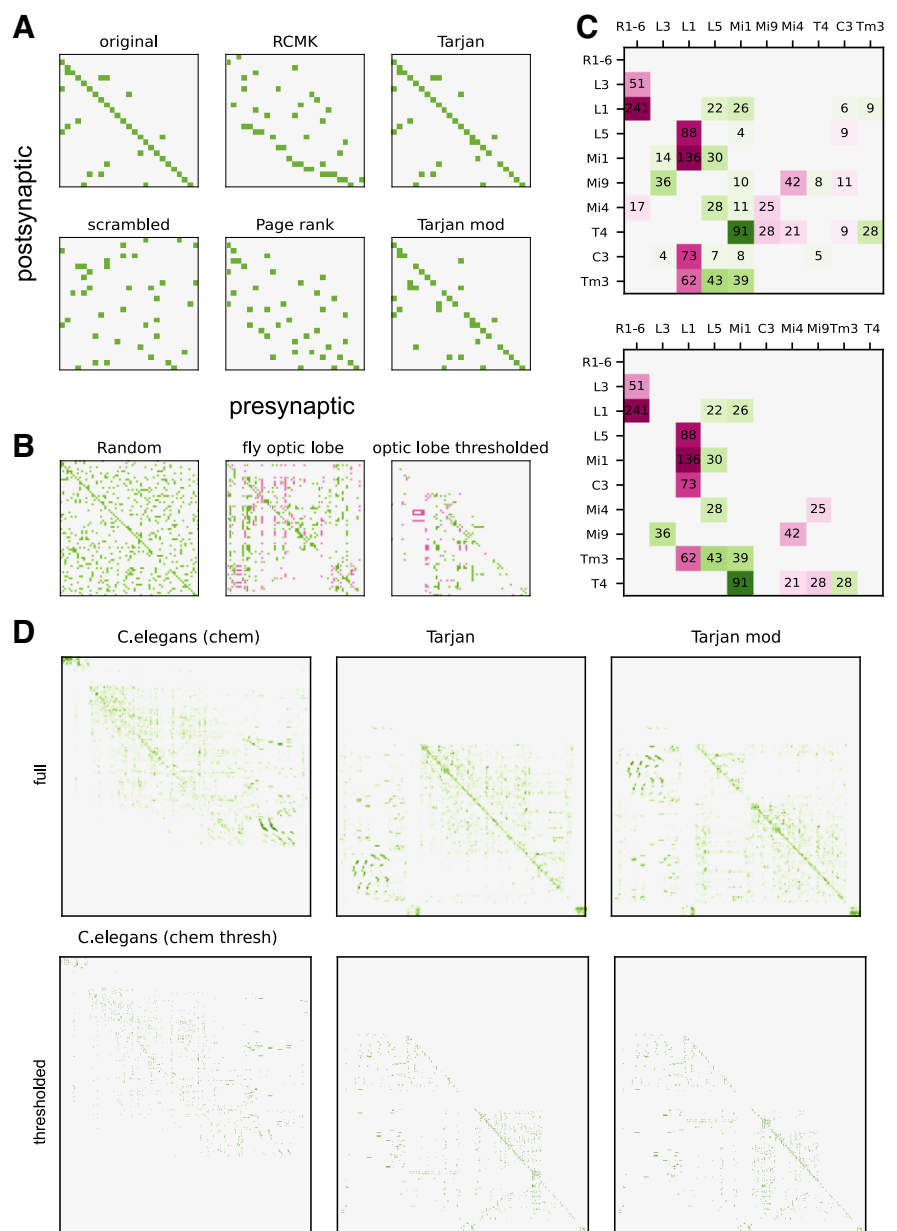 A
original RCMK Tarjan
scrambled Page rank Tarjan mod
postsynaptic
presynaptic
B
Random fly optic lobe optic lobe thresholded
C
R1-6 L3 L1 L5 Mi1 Mi9 Mi4 T4 C3 Tm3
R1-6
L3 51
L1 241 22 26 6 9
L5 88 4 9
Mi1 14 136 30
Mi9 36 10 42 8 11
Mi4 17 28 11 25
T4 91 28 21 9 28
C3 4 73 7 8 5
Tm3 62 43 39
R1-6 L3 L1 L5 Mi1 C3 Mi4 Mi9 Tm3 T4
R1-6
L3 51
L1 241 22 26
L5 88
Mi1 136 30
C3 73
Mi4 28 25
Mi9 36 42
Tm3 62 43 39
T4 91 21 28 28
D
C.elegans (chem) Tarjan Tarjan mod
full
C.elegans (chem thresh)
thresholded